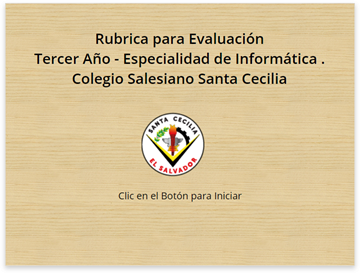 Rubrica para Evaluación
Tercer Año - Especialidad de Informática .
Colegio Salesiano Santa Cecilia
SANTA CECILIA
EL SALVADOR
Clic en el Botón para Iniciar